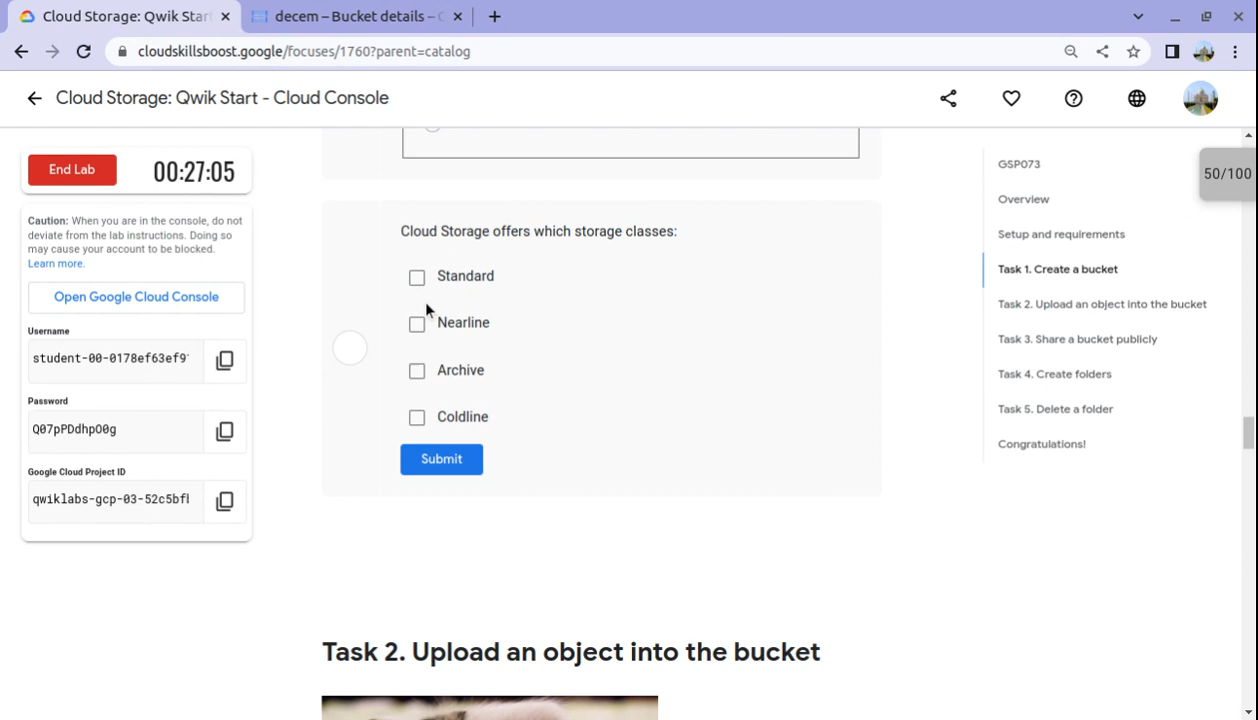 Cloud Storage: Qwik Star
decem – Bucket details – C
cloudskillsboost.google/focuses/1760?parent=catalog
Cloud Storage: Qwik Start - Cloud Console
End Lab
00:27:05
Caution: When you are in the console, do not
deviate from the lab instructions. Doing so
may cause your account to be blocked.
Learn more.
Open Google Cloud Console
Username
student-00-0178ef63ef9
Password
Q07pPDdhpO0g
Google Cloud Project ID
qwiklabs-gcp-03-52c5bf
Cloud Storage offers which storage classes:
Standard
Nearline
Archive
Coldline
Submit
Task 2. Upload an object into the bucket
GSP073
Overview
Setup and requirements
Task 1. Create a bucket
Task 2. Upload an object into the bucket
Task 3. Share a bucket publicly
Task 4. Create folders
Task 5. Delete a folder
Congratulations!
50/100